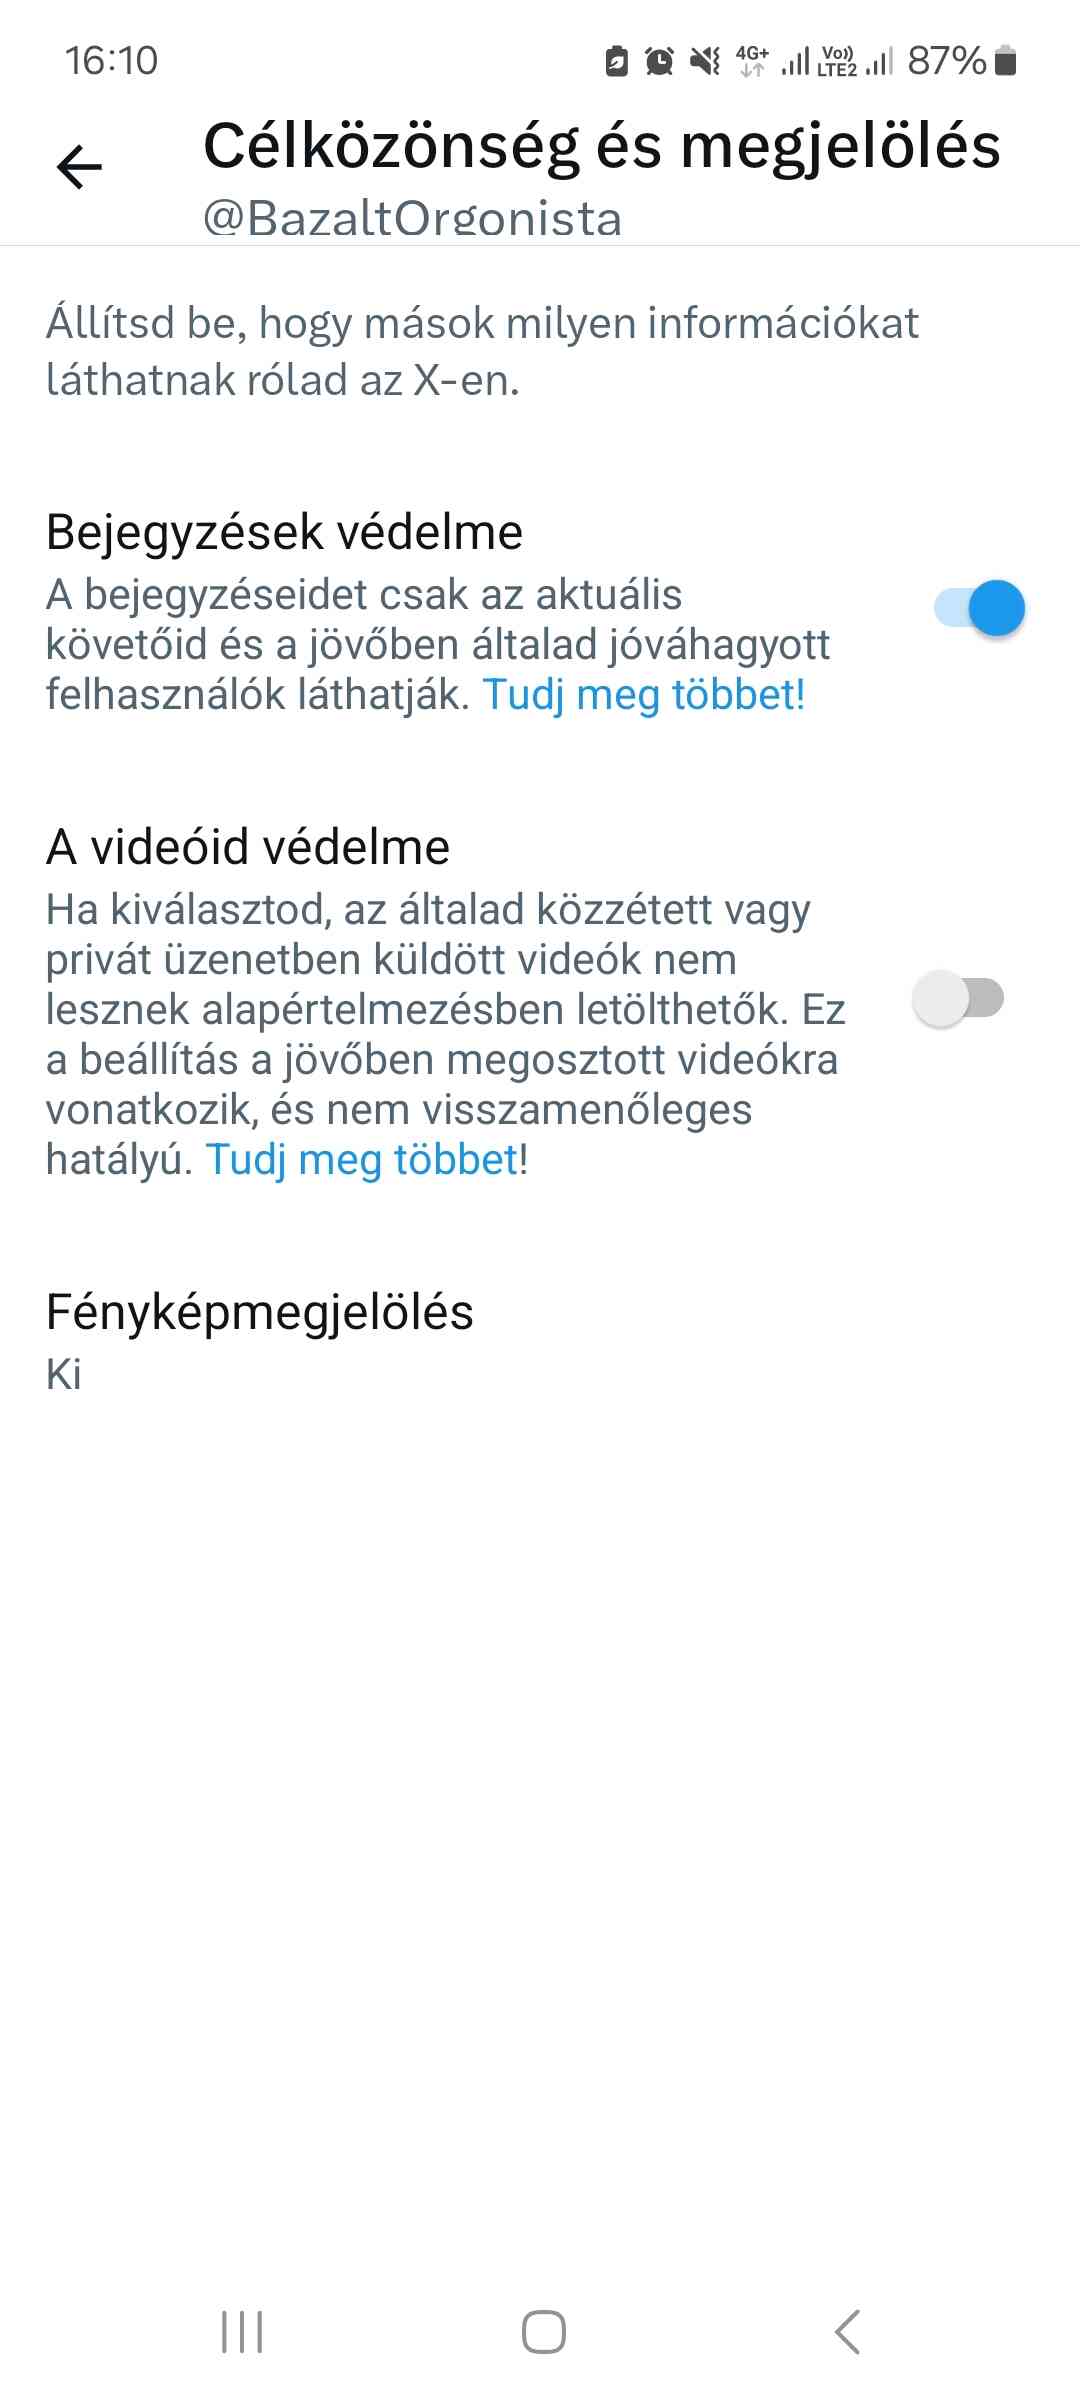 16:10
4G+
Vo))
LTE2
87%
Célközönség és megjelölés
@BazaltOrgonista
Állítsd be, hogy mások milyen információkat
láthatnak rólad az X-en.
Bejegyzések védelme
A bejegyzéseidet csak az aktuális
követőid és a jövőben általad jóváhagyott
felhasználók láthatják. Tudj meg többet!
A videóid védelme
Ha kiválasztod, az általad közzétett vagy
privát üzenetben küldött videók nem
lesznek alapértelmezésben letölthetők. Ez
a beállítás a jövőben megosztott videókra
vonatkozik, és nem visszamenőleges
hatályú. Tudj meg többet!
Fényképmegjelölés
Ki